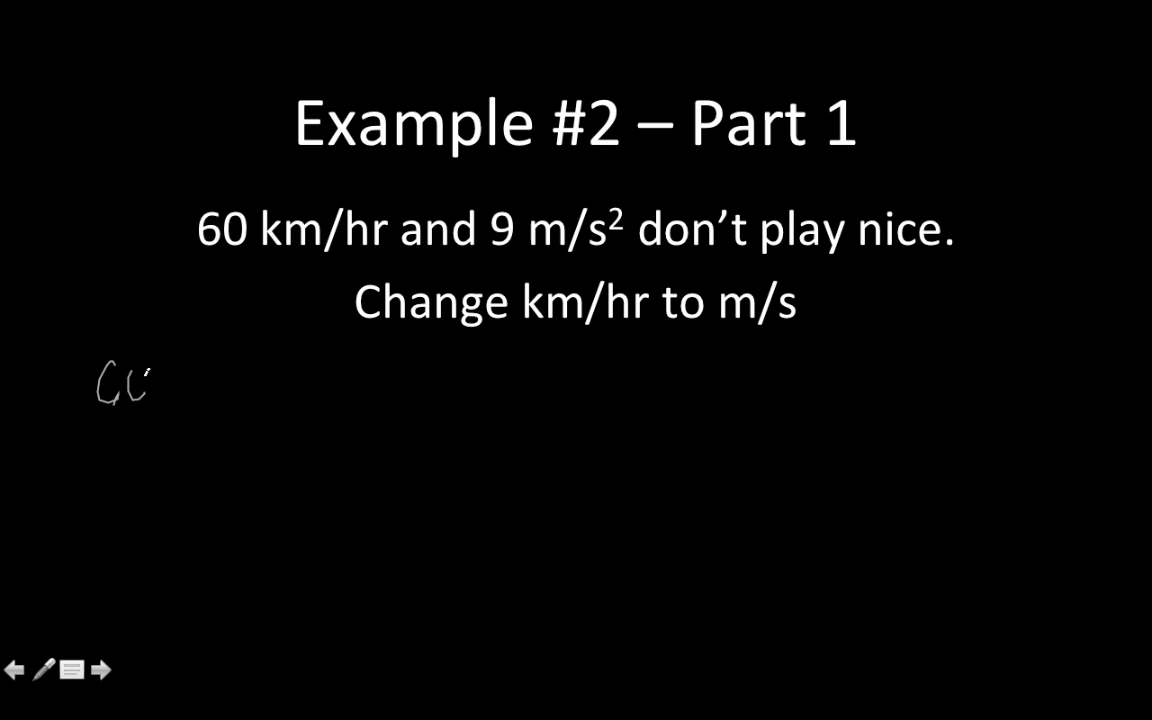 Example #2 – Part 1
60 km/hr and 9 m/s² don’t play nice.
Change km/hr to m/s